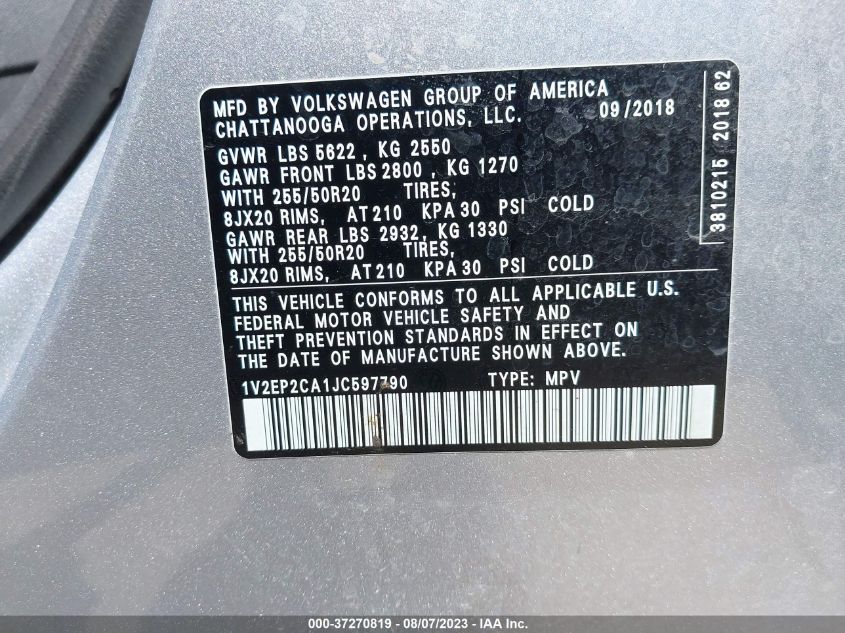 MFD BY VOLKSWAGEN GROUP OF AMERICA
CHATTANOOGA OPERATIONS, LLC. 09/2018
GVWR LBS 5622 , KG 2550
GAWR FRONT LBS 2800 , KG 1270
WITH 255/50R20 TIRES,
8JX20 RIMS, AT 210 KPA 30 PSI COLD
GAWR REAR LBS 2932, KG 1330
WITH 255/50R20 TIRES,
8JX20 RIMS, AT 210 KPA 30 PSI COLD
THIS VEHICLE CONFORMS TO ALL APPLICABLE U.S.
FEDERAL MOTOR VEHICLE SAFETY AND
THEFT PREVENTION STANDARDS IN EFFECT ON
THE DATE OF MANUFACTURE SHOWN ABOVE.
1V2EP2CA1JC597790 TYPE: MPV
3810215 2018 62
000-37270819 - 08/07/2023 - IAA Inc.